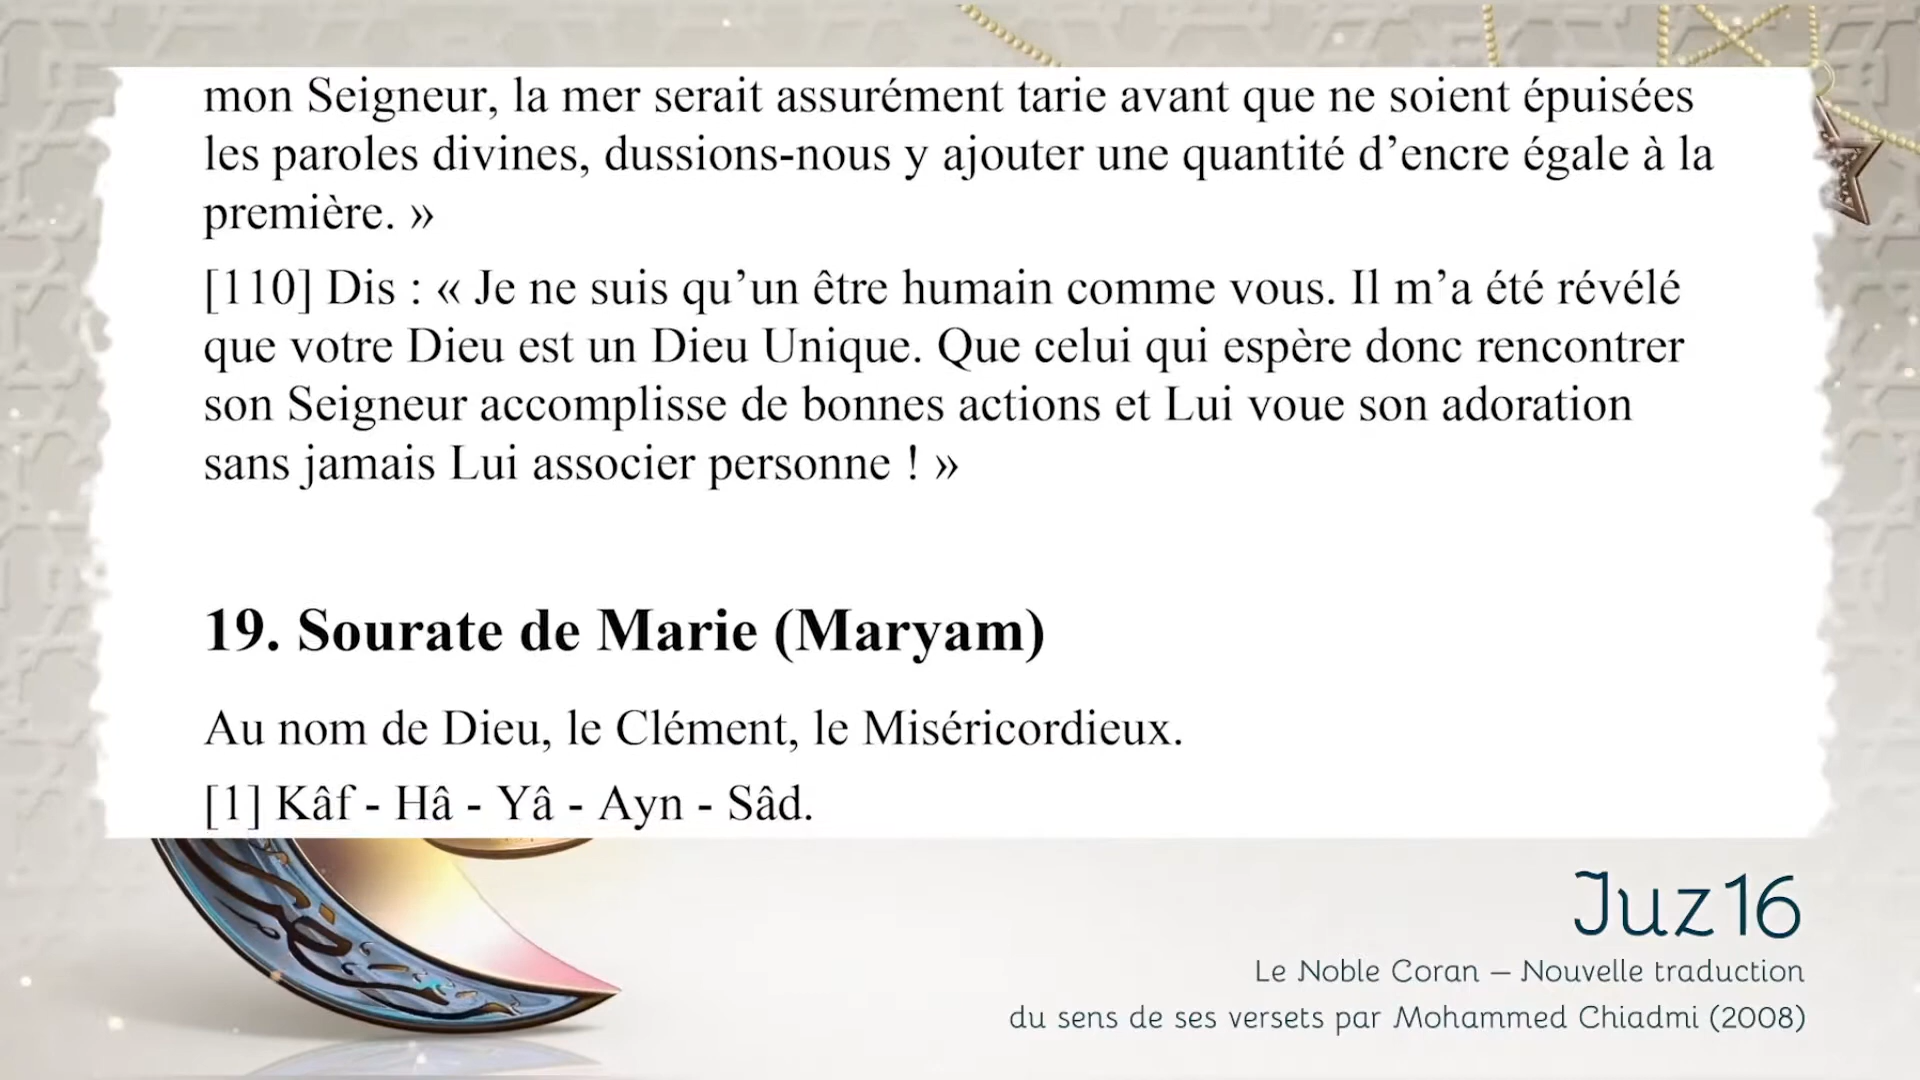 mon Seigneur, la mer serait assurément tarie avant que ne soient épuisées
les paroles divines, dussions-nous y ajouter une quantité d’encre égale à la
première. »
[110] Dis : « Je ne suis qu’un être humain comme vous. Il m’a été révélé
que votre Dieu est un Dieu Unique. Que celui qui espère donc rencontrer
son Seigneur accomplisse de bonnes actions et Lui voue son adoration
sans jamais Lui associer personne ! »
19. Sourate de Marie (Maryam)
Au nom de Dieu, le Clément, le Miséricordieux.
[1] Kâf - Hâ - Yâ - Ayn - Sâd.
Juz 16
Le Noble Coran – Nouvelle traduction
du sens de ses versets par Mohammed Chiadmi (2008)